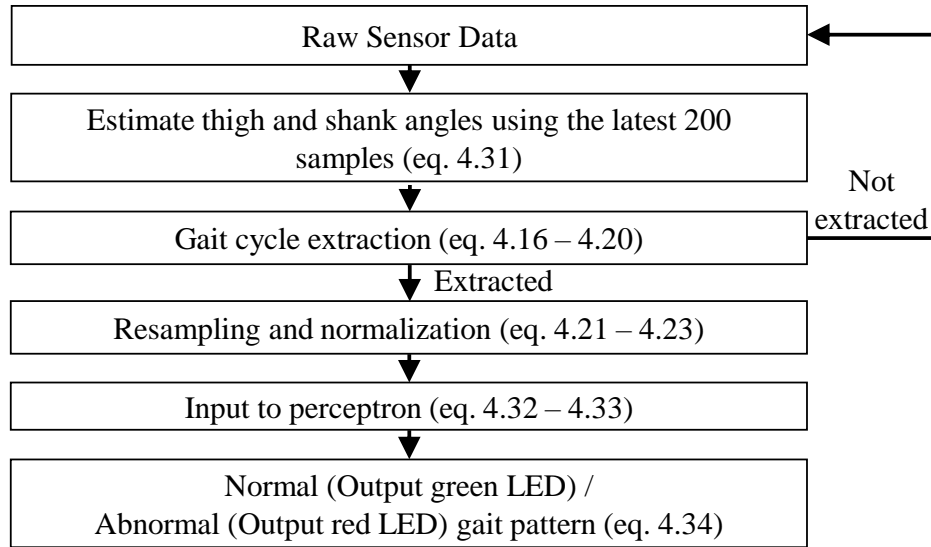 Raw Sensor Data
Estimate thigh and shank angles using the latest 200
samples (eq. 4.31)
Not
extracted
Gait cycle extraction (eq. 4.16 – 4.20)
Extracted
Resampling and normalization (eq. 4.21 – 4.23)
Input to perceptron (eq. 4.32 – 4.33)
Normal (Output green LED) /
Abnormal (Output red LED) gait pattern (eq. 4.34)